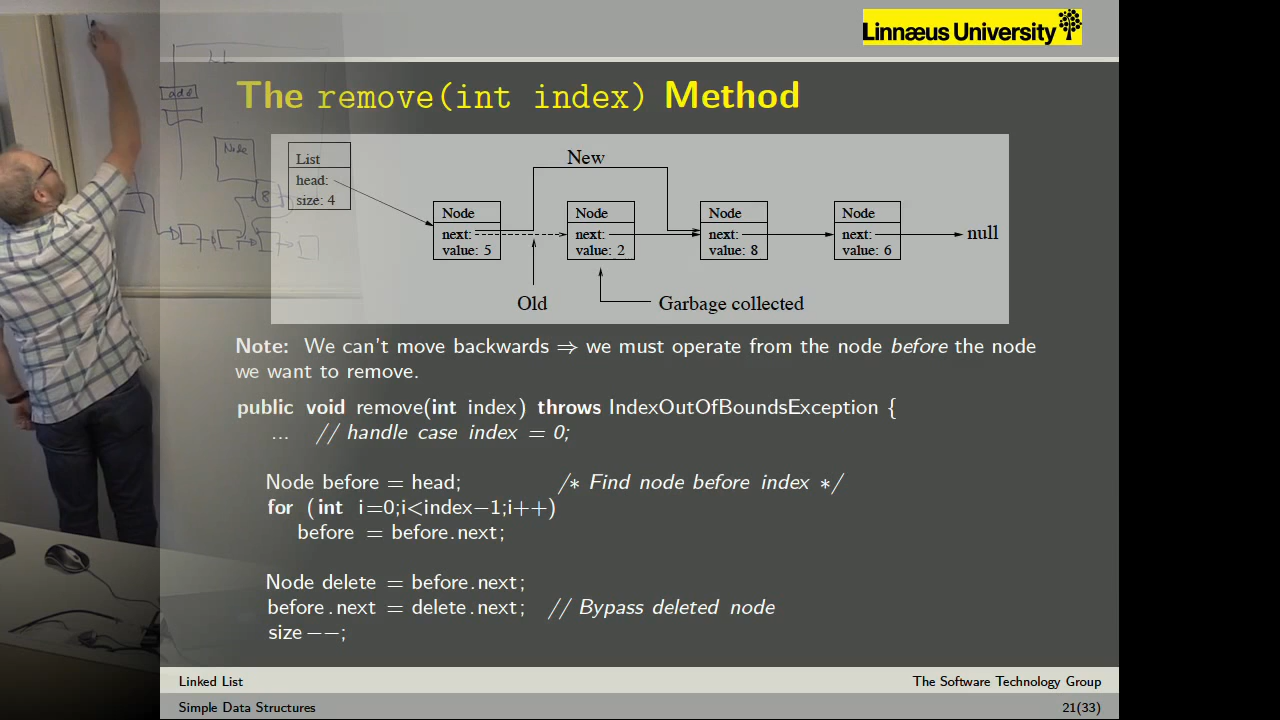 Linnæus University
LL
add
Node
8
The remove(int index) Method
New
List
head:
size: 4
Node
next:
value: 5
Node
next:
value: 2
Node
next:
value: 8
Node
next:
value: 6
null
Old
Garbage collected
Note: We can't move backwards ⇒ we must operate from the node before the node
we want to remove.
public void remove(int index) throws IndexOutOfBoundsException {
... // handle case index = 0;
Node before = head; /* Find node before index */
for (int i=0;i<index-1;i++)
before = before.next;
Node delete = before.next;
before.next = delete.next; // Bypass deleted node
size--;
Linked List
The Software Technology Group
Simple Data Structures
21(33)